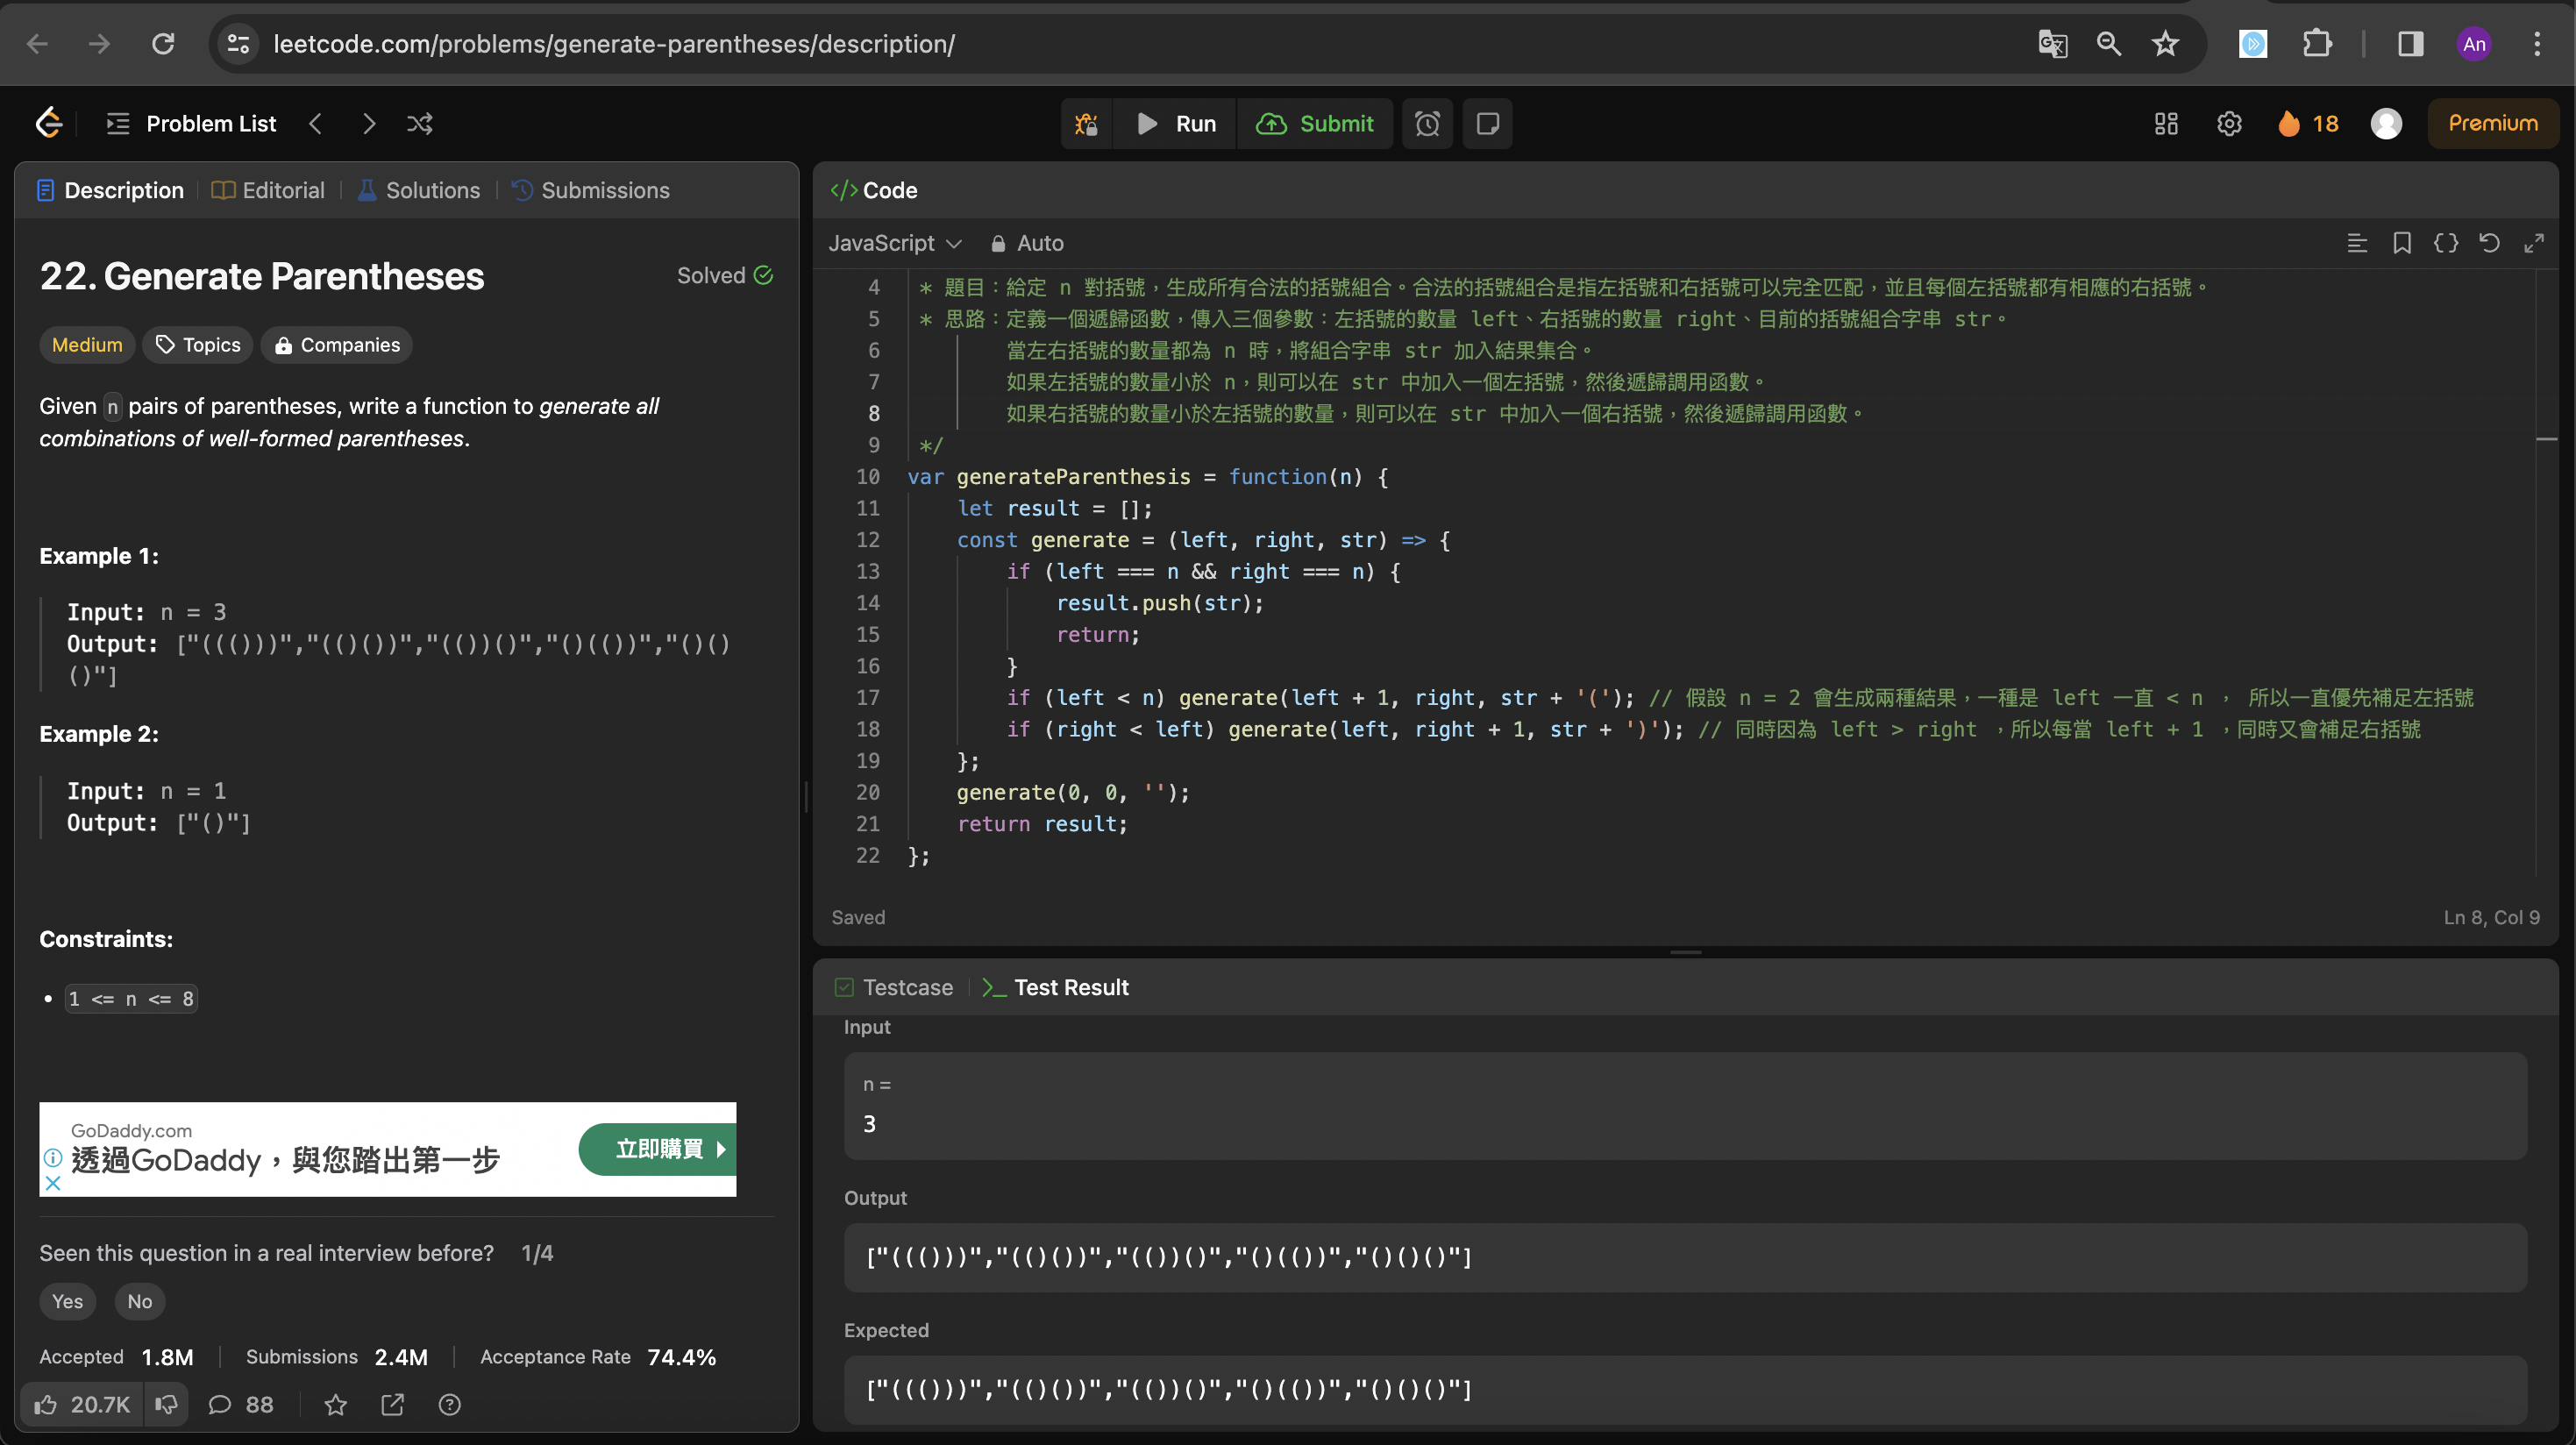 leetcode.com/problems/generate-parentheses/description/
An
Problem List
Run
Submit
18
Premium
Description
Editorial
Solutions
Submissions
22. Generate Parentheses
Solved
Medium
Topics
Companies
Given n pairs of parentheses, write a function to generate all
combinations of well-formed parentheses.
Example 1:
Input: n = 3
Output: ["((()))","(()())","(())()","()(())","()()
()"]
Example 2:
Input: n = 1
Output: ["()"]
Constraints:
• 1 <= n <= 8
GoDaddy.com
透過GoDaddy，與您踏出第一步
立即購買
Seen this question in a real interview before? 1/4
Yes
No
Accepted 1.8M | Submissions 2.4M | Acceptance Rate 74.4%
20.7K
88
</> Code
JavaScript
Auto
4 * 題目：給定 n 對括號，生成所有合法的括號組合。合法的括號組合是指左括號和右括號可以完全匹配，並且每個左括號都有相應的右括號。
5 * 思路：定義一個遞歸函數，傳入三個參數：左括號的數量 left、右括號的數量 right、目前的括號組合字串 str。
6 當左右括號的數量都為 n 時，將組合字串 str 加入結果集合。
7 如果左括號的數量小於 n，則可以在 str 中加入一個左括號，然後遞歸調用函數。
8 如果右括號的數量小於左括號的數量，則可以在 str 中加入一個右括號，然後遞歸調用函數。
9 */
10 var generateParenthesis = function(n) {
11 let result = [];
12 const generate = (left, right, str) => {
13 if (left === n && right === n) {
14 result.push(str);
15 return;
16 }
17 if (left < n) generate(left + 1, right, str + '('); // 假設 n = 2 會生成兩種結果，一種是 left 一直 < n ， 所以一直優先補足左括號
18 if (right < left) generate(left, right + 1, str + ')'); // 同時因為 left > right ，所以每當 left + 1 ，同時又會補足右括號
19 };
20 generate(0, 0, '');
21 return result;
22 };
Saved
Ln 8, Col 9
Testcase
Test Result
Input
n =
3
Output
["((()))","(()())","(())()","()(())","()()()"]
Expected
["((()))","(()())","(())()","()(())","()()()"]